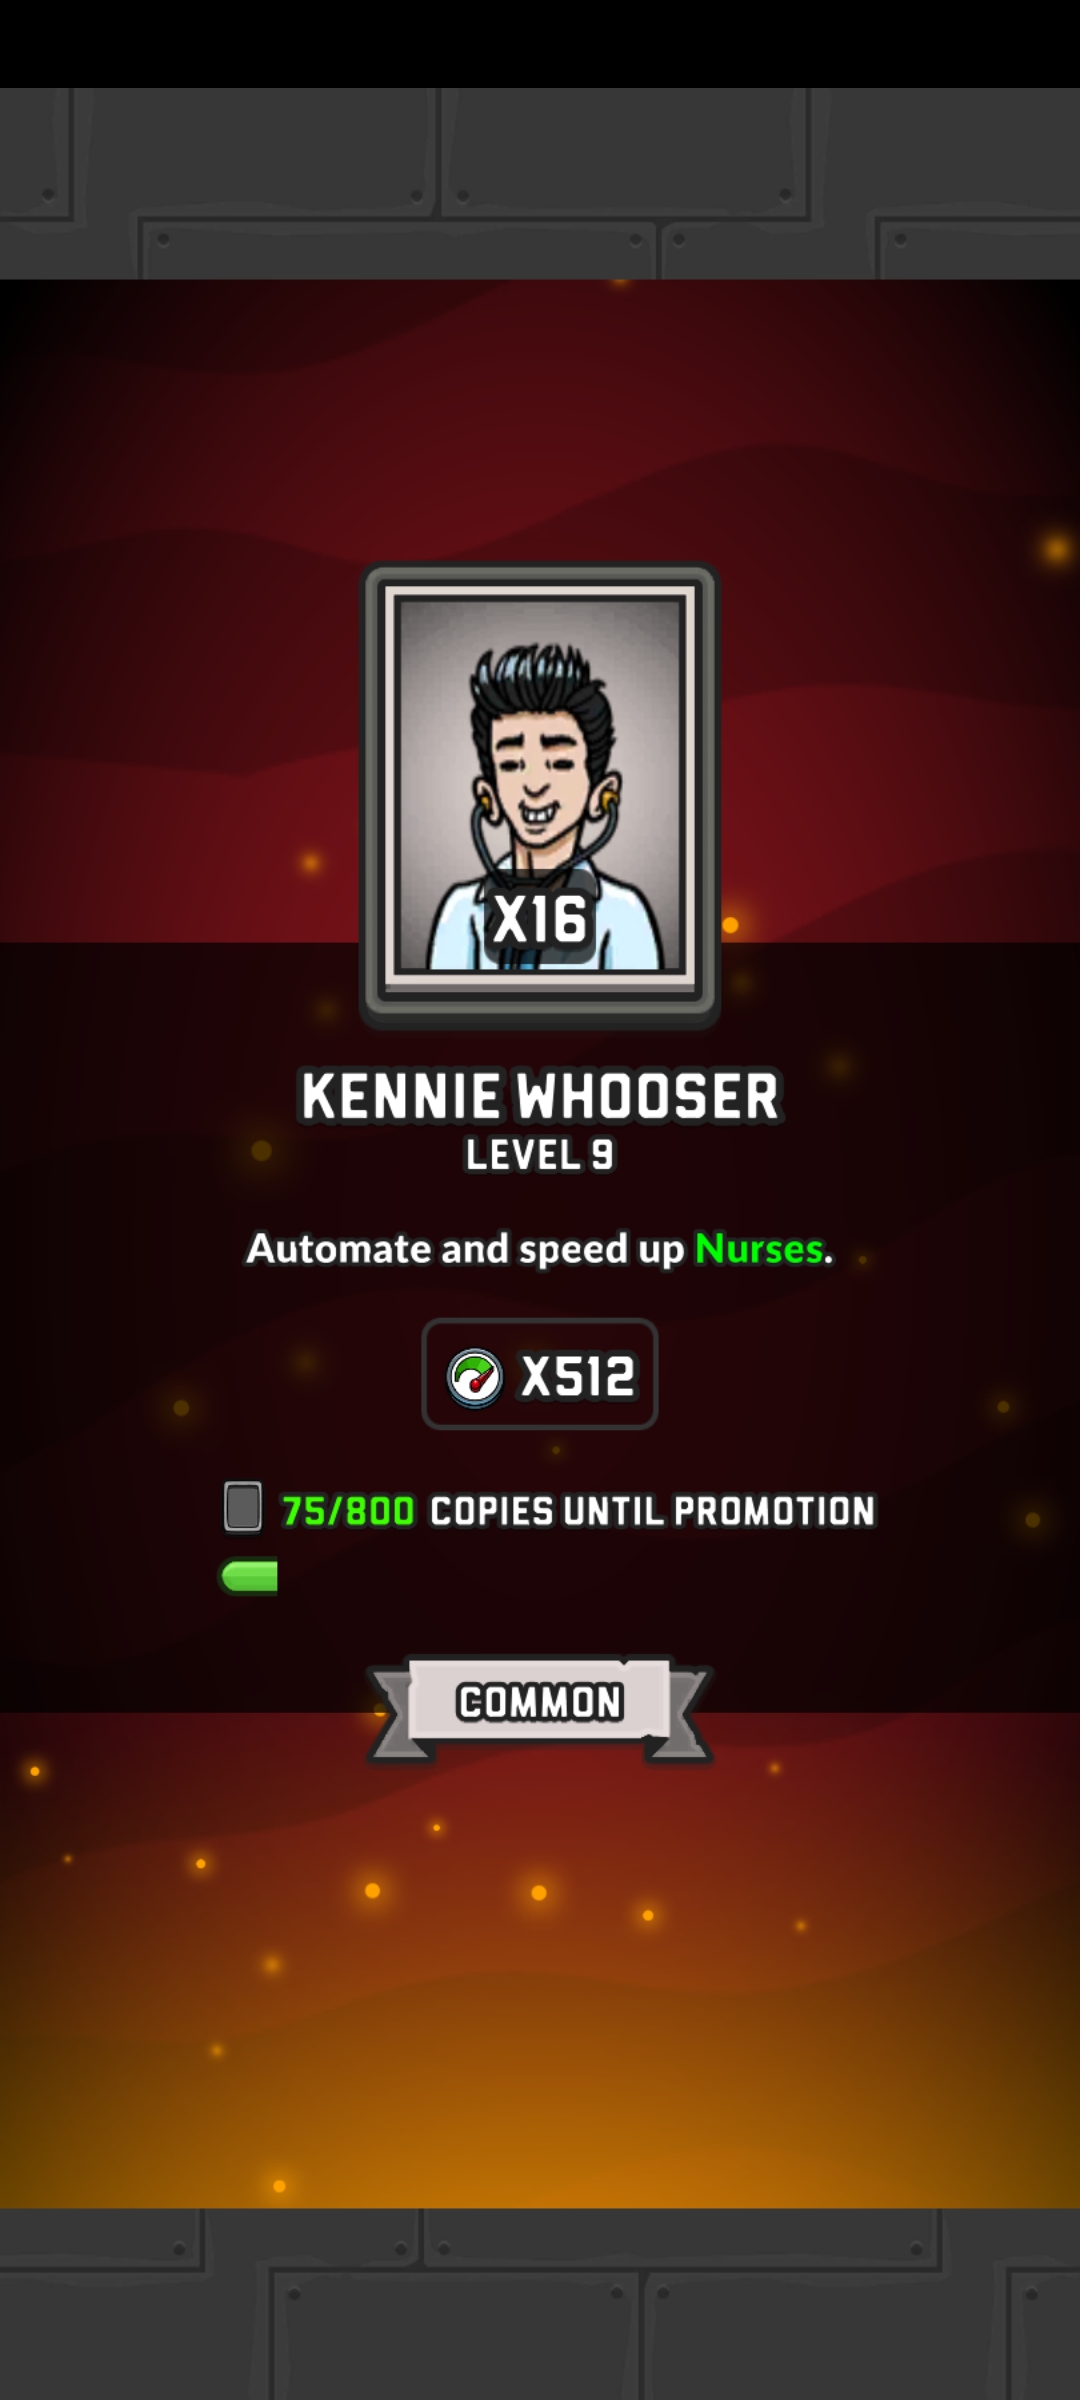 X16
KENNIE WHOOSER
LEVEL 9
Automate and speed up Nurses.
X512
75/800 COPIES UNTIL PROMOTION
COMMON